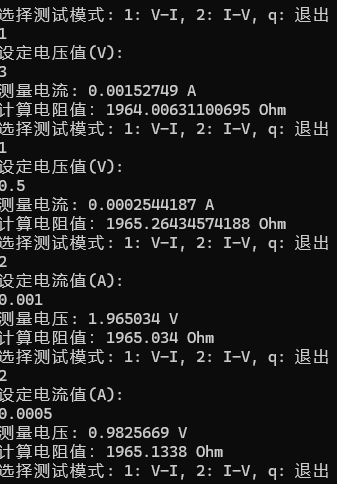 选择测试模式: 1: V-I, 2: I-V, q: 退出
1
设定电压值(V):
3
测量电流: 0.00152749 A
计算电阻值: 1964.00631100695 Ohm
选择测试模式: 1: V-I, 2: I-V, q: 退出
1
设定电压值(V):
0.5
测量电流: 0.0002544187 A
计算电阻值: 1965.26434574188 Ohm
选择测试模式: 1: V-I, 2: I-V, q: 退出
2
设定电流值(A):
0.001
测量电压: 1.965034 V
计算电阻值: 1965.034 Ohm
选择测试模式: 1: V-I, 2: I-V, q: 退出
2
设定电流值(A):
0.0005
测量电压: 0.9825669 V
计算电阻值: 1965.1338 Ohm
选择测试模式: 1: V-I, 2: I-V, q: 退出